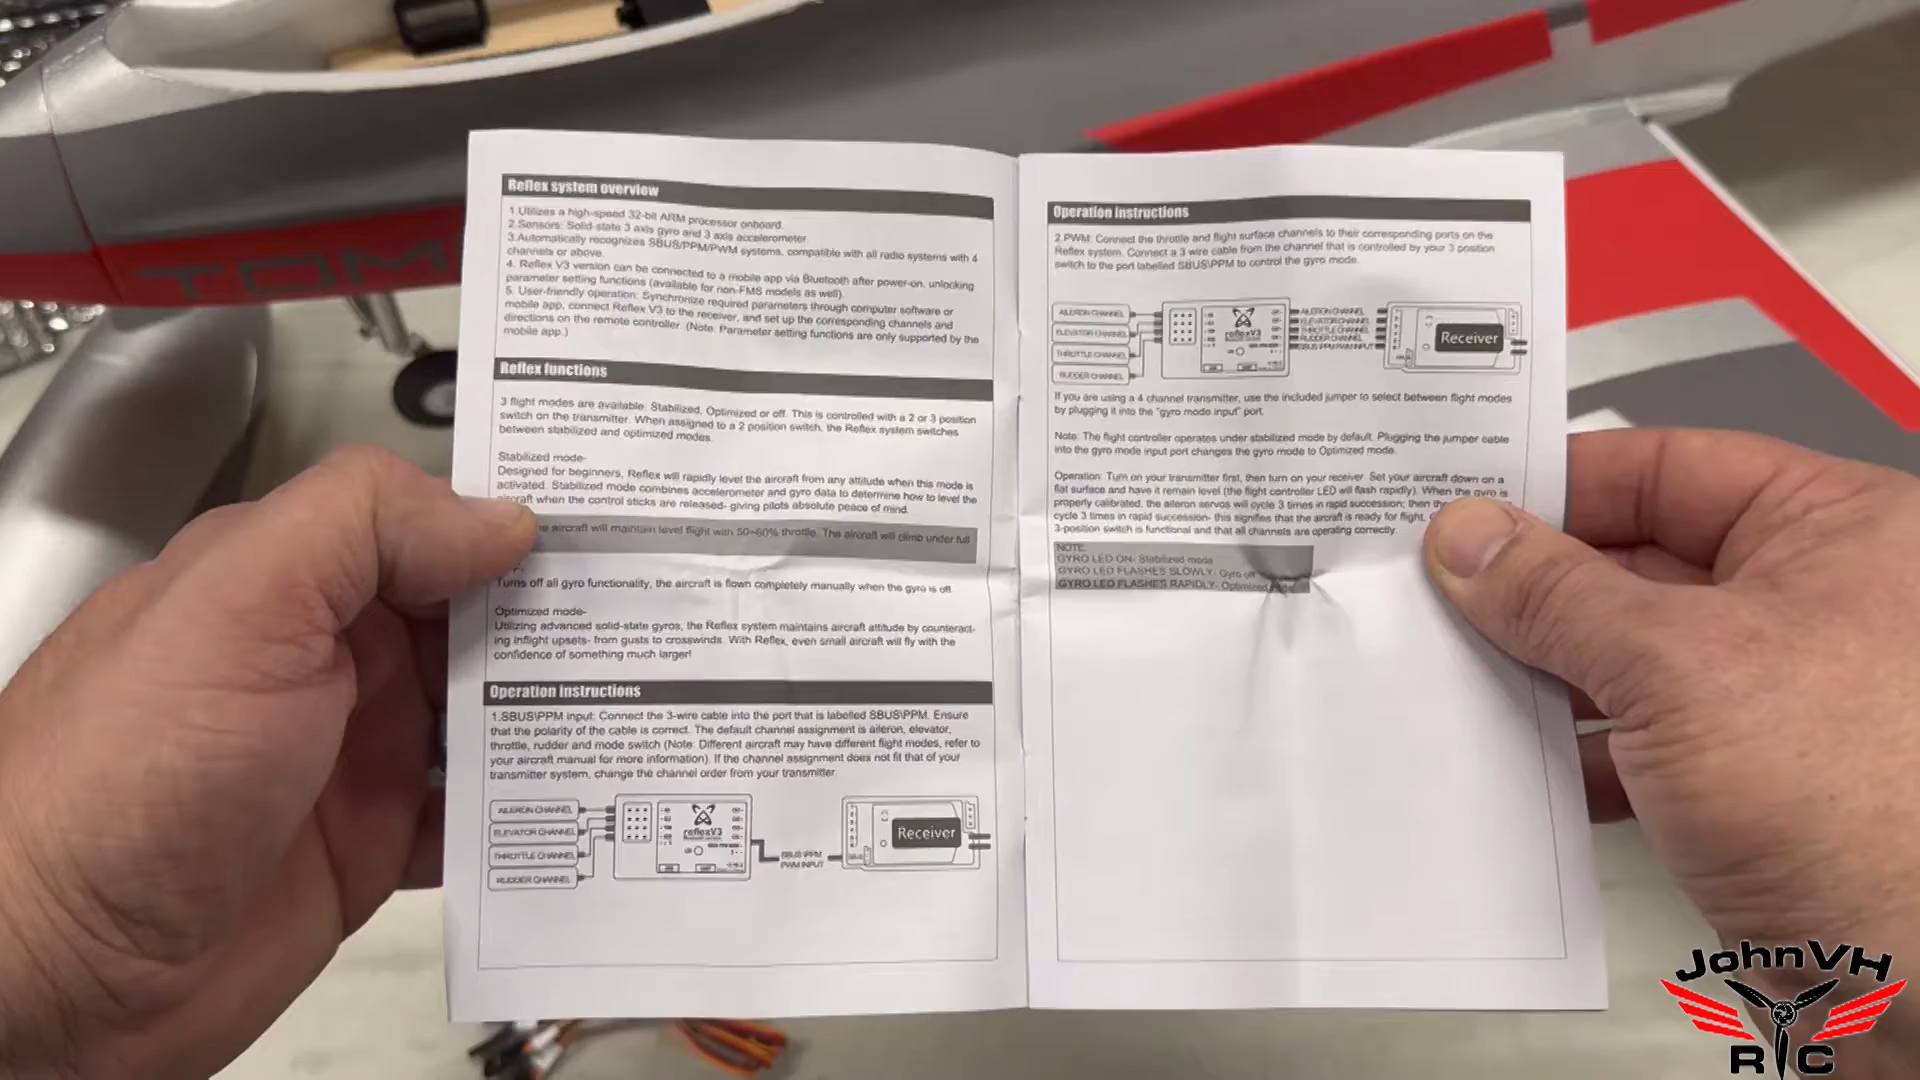 TOM
Reflex system overview
1.Utilizes a high-speed 32-bit ARM processor onboard.
2.Sensors: Solid-state 3 axis gyro and 3 axis accelerometer
3.Automatically recognizes SBUS/PPM/PWM systems, compatible with all radio systems with 4
channels or above.
4. Reflex V3 version can be connected to a mobile app via Bluetooth after power-on, unlocking
parameter setting functions (available for non-FMS models as well).
5. User-friendly operation: Synchronize required parameters through computer software or
mobile app, connect Reflex V3 to the receiver, and set up the corresponding channels and
directions on the remote controller. (Note: Parameter setting functions are only supported by the
mobile app.)
Reflex functions
3 flight modes are available: Stabilized, Optimized or off. This is controlled with a 2 or 3 position
switch on the transmitter. When assigned to a 2 position switch, the Reflex system switches
between stabilized and optimized modes.
Stabilized mode-
Designed for beginners, Reflex will rapidly level the aircraft from any attitude when this mode is
activated. Stabilized mode combines accelerometer and gyro data to determine how to level the
aircraft when the control sticks are released- giving pilots absolute peace of mind.
aircraft will maintain level flight with 50~60% throttle. The aircraft will climb under full
Turns off all gyro functionality, the aircraft is flown completely manually when the gyro is off
Optimized mode-
Utilizing advanced solid-state gyros, the Reflex system maintains aircraft attitude by counteract-
ing inflight upsets- from gusts to crosswinds. With Reflex, even small aircraft will fly with the
confidence of something much larger!
Operation instructions
1.SBUS\PPM input: Connect the 3-wire cable into the port that is labelled SBUS\PPM. Ensure
that the polarity of the cable is correct. The default channel assignment is aileron, elevator,
throttle, rudder and mode switch (Note: Different aircraft may have different flight modes, refer to
your aircraft manual for more information). If the channel assignment does not fit that of your
transmitter system, change the channel order from your transmitter.
AILERON CHANNEL
ELEVATOR CHANNEL
THROTTLE CHANNEL
RUDDER CHANNEL
reflexV3
SBUS \PPM
PWM INPUT
Receiver
Operation instructions
2.PWM: Connect the throttle and flight surface channels to their corresponding ports on the
Reflex system. Connect a 3 wire cable from the channel that is controlled by your 3 position
switch to the port labelled SBUS\PPM to control the gyro mode.
AILERON CHANNEL
ELEVATOR CHANNEL
THROTTLE CHANNEL
RUDDER CHANNEL
reflexV3
AILERON CHANNEL
ELEVATOR CHANNEL
THROTTLE CHANNEL
RUDDER CHANNEL
SBUS \PPM PWM INPUT
Receiver
If you are using a 4 channel transmitter, use the included jumper to select between flight modes
by plugging it into the "gyro mode input" port.
Note: The flight controller operates under stabilized mode by default. Plugging the jumper cable
into the gyro mode input port changes the gyro mode to Optimized mode.
Operation: Turn on your transmitter first, then turn on your receiver. Set your aircraft down on a
flat surface and have it remain level (the flight controller LED will flash rapidly). When the gyro is
properly calibrated, the aileron servos will cycle 3 times in rapid succession; then the
cycle 3 times in rapid succession- this signifies that the aircraft is ready for flight.
3-position switch is functional and that all channels are operating correctly.
NOTE:
GYRO LED ON- Stabilized mode
GYRO LED FLASHES SLOWLY- Gyro off
GYRO LED FLASHES RAPIDLY- Optimized
JohnVH
RC